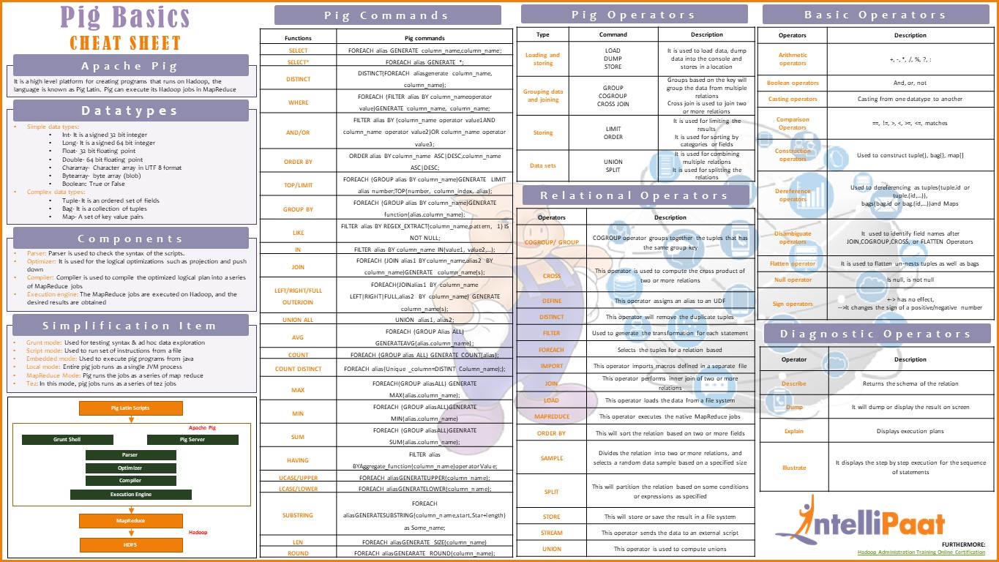 Pig Basics
CHEAT SHEET
Apache Pig
It is a high level platform for creating programs that runs on Hadoop, the
language is known as Pig Latin. Pig can execute its Hadoop jobs in MapReduce
Datatypes
• Simple data types:
• Int- It is a signed 32 bit integer
• Long- It is a signed 64 bit integer
• Float- 32 bit floating point
• Double- 64 bit floating point
• Chararray- Character array in UTF 8 format
• Bytearray- byte array (blob)
• Boolean: True or False
• Complex data types:
• Tuple- It is an ordered set of fields
• Bag- It is a collection of tuples
• Map- A set of key value pairs
Components
• Parser: Parser is used to check the syntax of the scripts.
• Optimizer: It is used for the logical optimizations such as projection and push
down
• Compiler: Compiler is used to compile the optimized logical plan into a series
of MapReduce jobs
• Execution engine: The MapReduce jobs are executed on Hadoop, and the
desired results are obtained
Simplification Item
• Grunt mode: Used for testing syntax & ad hoc data exploration
• Script mode: Used to run set of instructions from a file
• Embedded mode: Used to execute pig programs from java
• Local mode: Entire pig job runs as a single JVM process
• MapReduce Mode: Pig runs the jobs as a series of map reduce
• Tez: In this mode, pig jobs runs as a series of tez jobs
Pig Latin Scripts
Apache Pig
Grunt Shell Pig Server
Parser
Optimizer
Compiler
Execution Engine
MapReduce
Hadoop
HDFS
Pig Commands
Functions Pig commands
SELECT FOREACH alias GENERATE column_name,column_name;
SELECT* FOREACH alias GENERATE *;
DISTINCT DISTINCT(FOREACH aliasgenerate column_name,
column_name);
WHERE FOREACH (FILTER alias BY column_nameoperator
value)GENERATE column_name, column_name;
AND/OR FILTER alias BY (column_name operator value1AND
column_name operator value2)OR column_name operator
value3;
ORDER BY ORDER alias BY column_name ASC|DESC,column_name
ASC|DESC;
TOP/LIMIT FOREACH (GROUP alias BY column_name)GENERATE LIMIT
alias number;TOP(number, column_index, alias);
GROUP BY FOREACH (GROUP alias BY column_name)GENERATE
function(alias.column_name);
LIKE FILTER alias BY REGEX_EXTRACT(column_name,pattern, 1) IS
NOT NULL;
IN FILTER alias BY column_name IN(value1, value2,...);
JOIN FOREACH (JOIN alias1 BY column_name,alias2 BY
column_name)GENERATE column_name(s);
LEFT/RIGHT/FULL
OUTERJOIN
FOREACH(JOINalias1 BY column_name
LEFT|RIGHT|FULL,alias2 BY column_name) GENERATE
column_name(s);
UNION ALL UNION alias1, alias2;
AVG FOREACH (GROUP Alias ALL)
GENERATEAVG(alias.column_name);
COUNT FOREACH (GROUP alias ALL) GENERATE COUNT(alias);
COUNT DISTINCT FOREACH alias{Unique _column=DISTINT Column_name);};
MAX FOREACH(GROUP aliasALL) GENERATE
MAX(alias.column_name);
MIN FOREACH (GROUP aliasALL)GENERATE
MIN(alias.column_name)
SUM FOREACH (GROUP aliasALL)GEENRATE
SUM(alias.column_name);
HAVING FILTER alias
BYAggregate_function(column_name)operatorValue;
UCASE/UPPER FOREACH aliasGENERATEUPPER(column_name);
LCASE/LOWER FOREACH aliasGENERATELOWER(column_name);
SUBSTRING FOREACH
aliasGENERATESUBSTRING(column_name,start,Star+length)
as Some_name;
LEN FOREACH aliasGENERATE SIZE(column_name)
ROUND FOREACH aliasGENEARATE ROUND(column_name);
Pig Operators
Type Command Description
Loading and
storing
LOAD
DUMP
STORE
It is used to load data, dump
data into the console and
stores in a location
Grouping data
and joining
GROUP
COGROUP
CROSS JOIN
Groups based on the key will
group the data from multiple
relations
Cross join is used to join two
or more relations
Storing
LIMIT
ORDER
It is used for limiting the
results
It is used for sorting by
categories or fields
Data sets
UNION
SPLIT
It is used for combining
multiple relations
It is used for splitting the
relations
Relational Operators
Operators Description
COGROUP/ GROUP COGROUP operator groups together the tuples that has
the same group key
CROSS This operator is used to compute the cross product of
two or more relations
DEFINE This operator assigns an alias to an UDF
DISTINCT This operator will remove the duplicate tuples
FILTER Used to generate the transformation for each statement
FOREACH Selects the tuples for a relation based
IMPORT This operator imports macros defined in a separate file
JOIN This operator performs inner join of two or more
relations
LOAD This operator loads the data from a file system
MAPREDUCE This operator executes the native MapReduce jobs
ORDER BY This will sort the relation based on two or more fields
SAMPLE Divides the relation into two or more relations, and
selects a random data sample based on a specified size
SPLIT This will partition the relation based on some conditions
or expressions as specified
STORE This will store or save the result in a file system
STREAM This operator sends the data to an external script
UNION This operator is used to compute unions
Basic Operators
Operators Description
Arithmetic
operators
+, -, *, /, %, ?, :
Boolean operators And, or, not
Casting operators Casting from one datatype to another
Comparison
Operators
==, !=, >, <, >=, <=, matches
Construction
operators
Used to construct tuple(), bag{}, map[]
Dereference
operators
Used to dereferencing as tuples(tuple.id or
tuple.(id,...)),
bags(bag.id or bag.(id,...))and Maps
Disambiguate
operators
It used to identify field names after
JOIN,COGROUP,CROSS, or FLATTEN Operators
Flatten operator It is used to flatten un-nests tuples as well as bags
Null operator Is null, is not null
Sign operators +-> has no effect,
-->It changes the sign of a positive/negative number
Diagnostic Operators
Operator Description
Describe Returns the schema of the relation
Dump It will dump or display the result on screen
Explain Displays execution plans
Illustrate It displays the step by step execution for the sequence
of statements
IntelliPaat
FURTHERMORE:
Hadoop Administration Training Online Certification